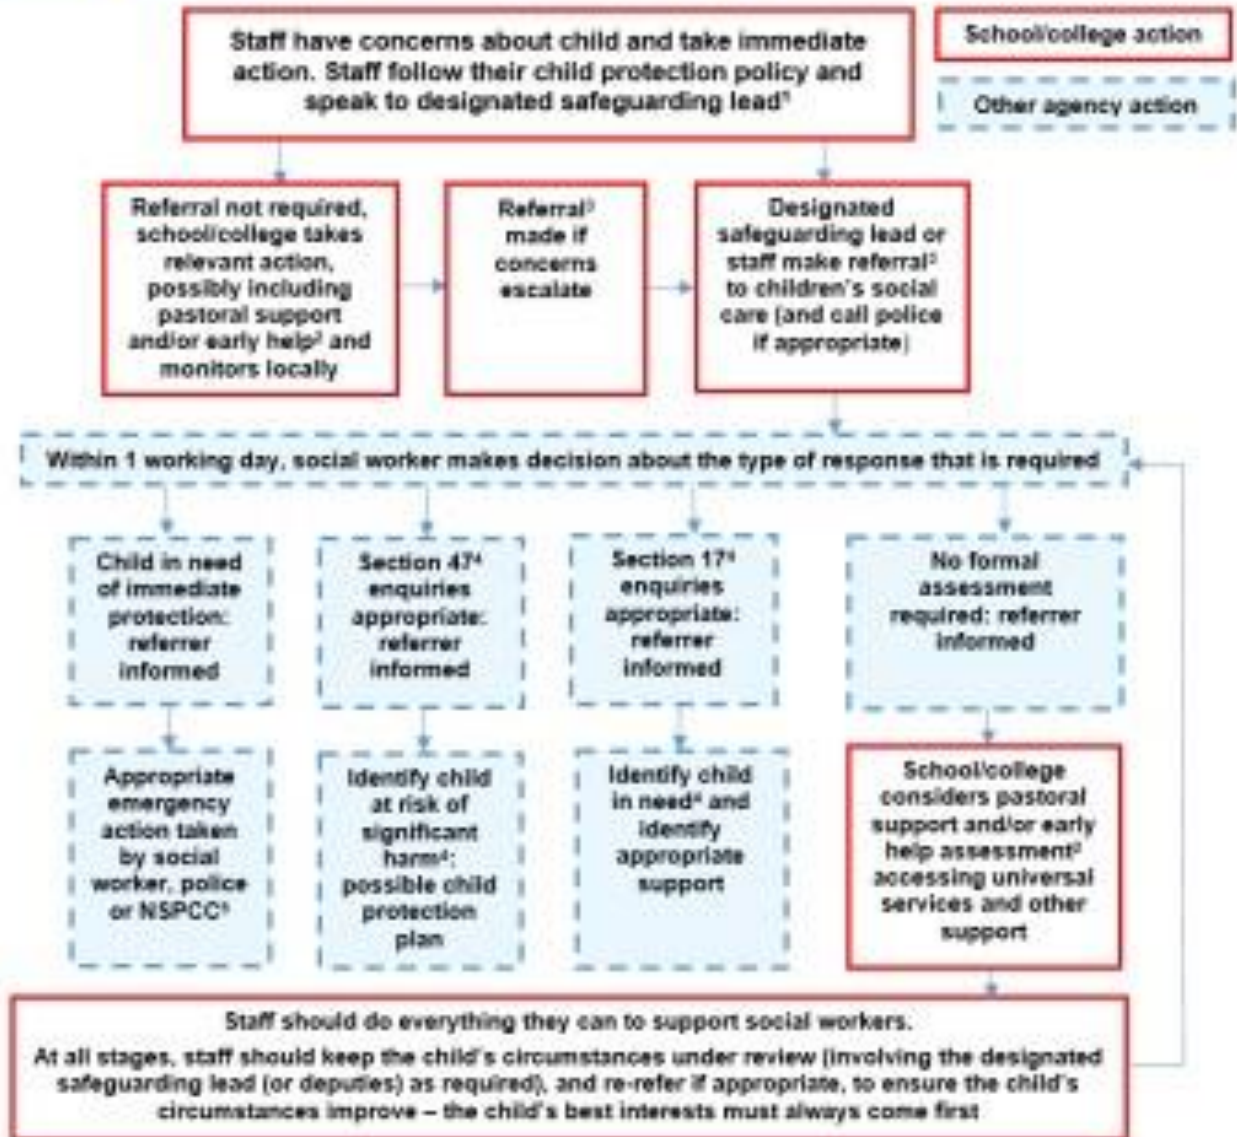 Staff have concerns about child and take immediate
action. Staff follow their child protection policy and
speak to designated safeguarding lead¹
School/college action
Other agency action
Referral not required,
school/college takes
relevant action,
possibly including
pastoral support
and/or early help² and
monitors locally
Referral³
made if
concerns
escalate
Designated
safeguarding lead or
staff make referral³
to children's social
care (and call police
if appropriate)
Within 1 working day, social worker makes decision about the type of response that is required
Child in need
of immediate
protection:
referrer
informed
Section 47⁴
enquiries
appropriate:
referrer
informed
Section 17⁴
enquiries
appropriate:
referrer
informed
No formal
assessment
required: referrer
informed
Appropriate
emergency
action taken
by social
worker, police
or NSPCC⁵
Identify child
at risk of
significant
harm⁴:
possible child
protection
plan
Identify child
in need⁴ and
identify
appropriate
support
School/college
considers pastoral
support and/or early
help assessment²
accessing universal
services and other
support
Staff should do everything they can to support social workers.
At all stages, staff should keep the child's circumstances under review (involving the designated
safeguarding lead (or deputies) as required), and re-refer if appropriate, to ensure the child's
circumstances improve – the child's best interests must always come first